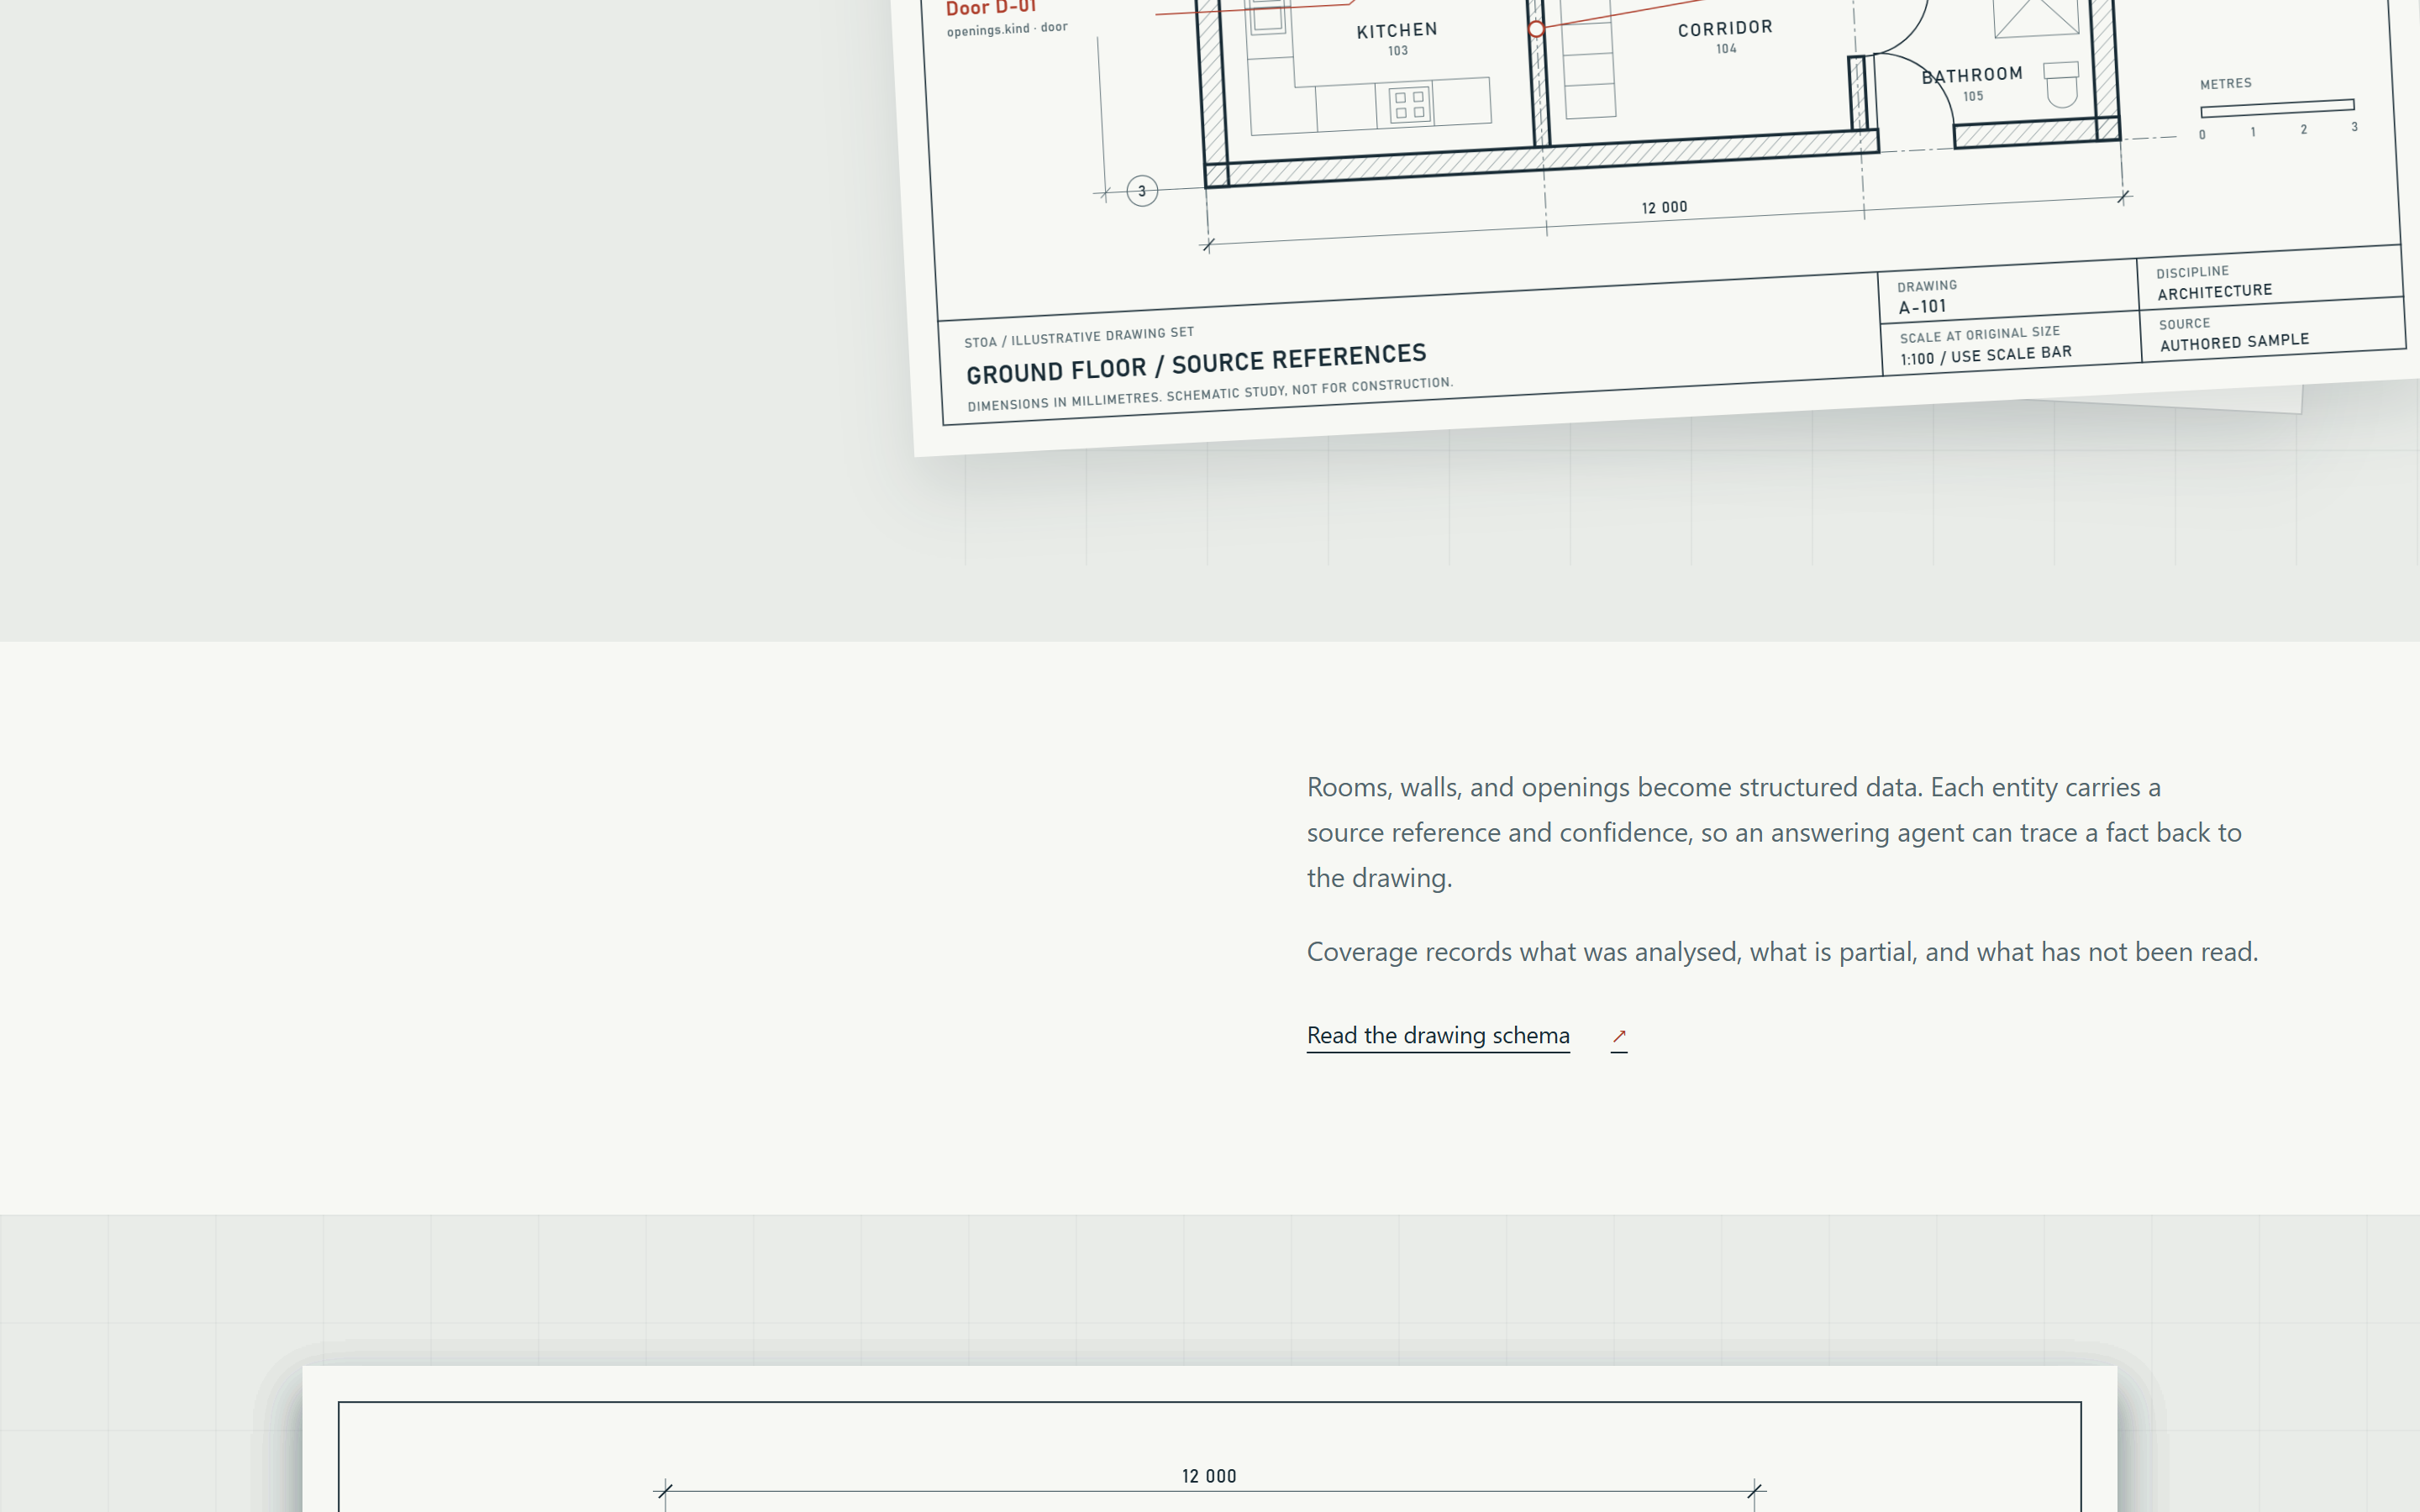 Door D-01
openings.kind · door
KITCHEN
103
CORRIDOR
104
BATHROOM
105
METRES
0 1 2 3
3
12 000
STOA / ILLUSTRATIVE DRAWING SET
GROUND FLOOR / SOURCE REFERENCES
DIMENSIONS IN MILLIMETRES. SCHEMATIC STUDY, NOT FOR CONSTRUCTION.
DRAWING
A-101
DISCIPLINE
ARCHITECTURE
SCALE AT ORIGINAL SIZE
1:100 / USE SCALE BAR
SOURCE
AUTHORED SAMPLE
Rooms, walls, and openings become structured data. Each entity carries a
source reference and confidence, so an answering agent can trace a fact back to
the drawing.
Coverage records what was analysed, what is partial, and what has not been read.
Read the drawing schema ↗
12 000